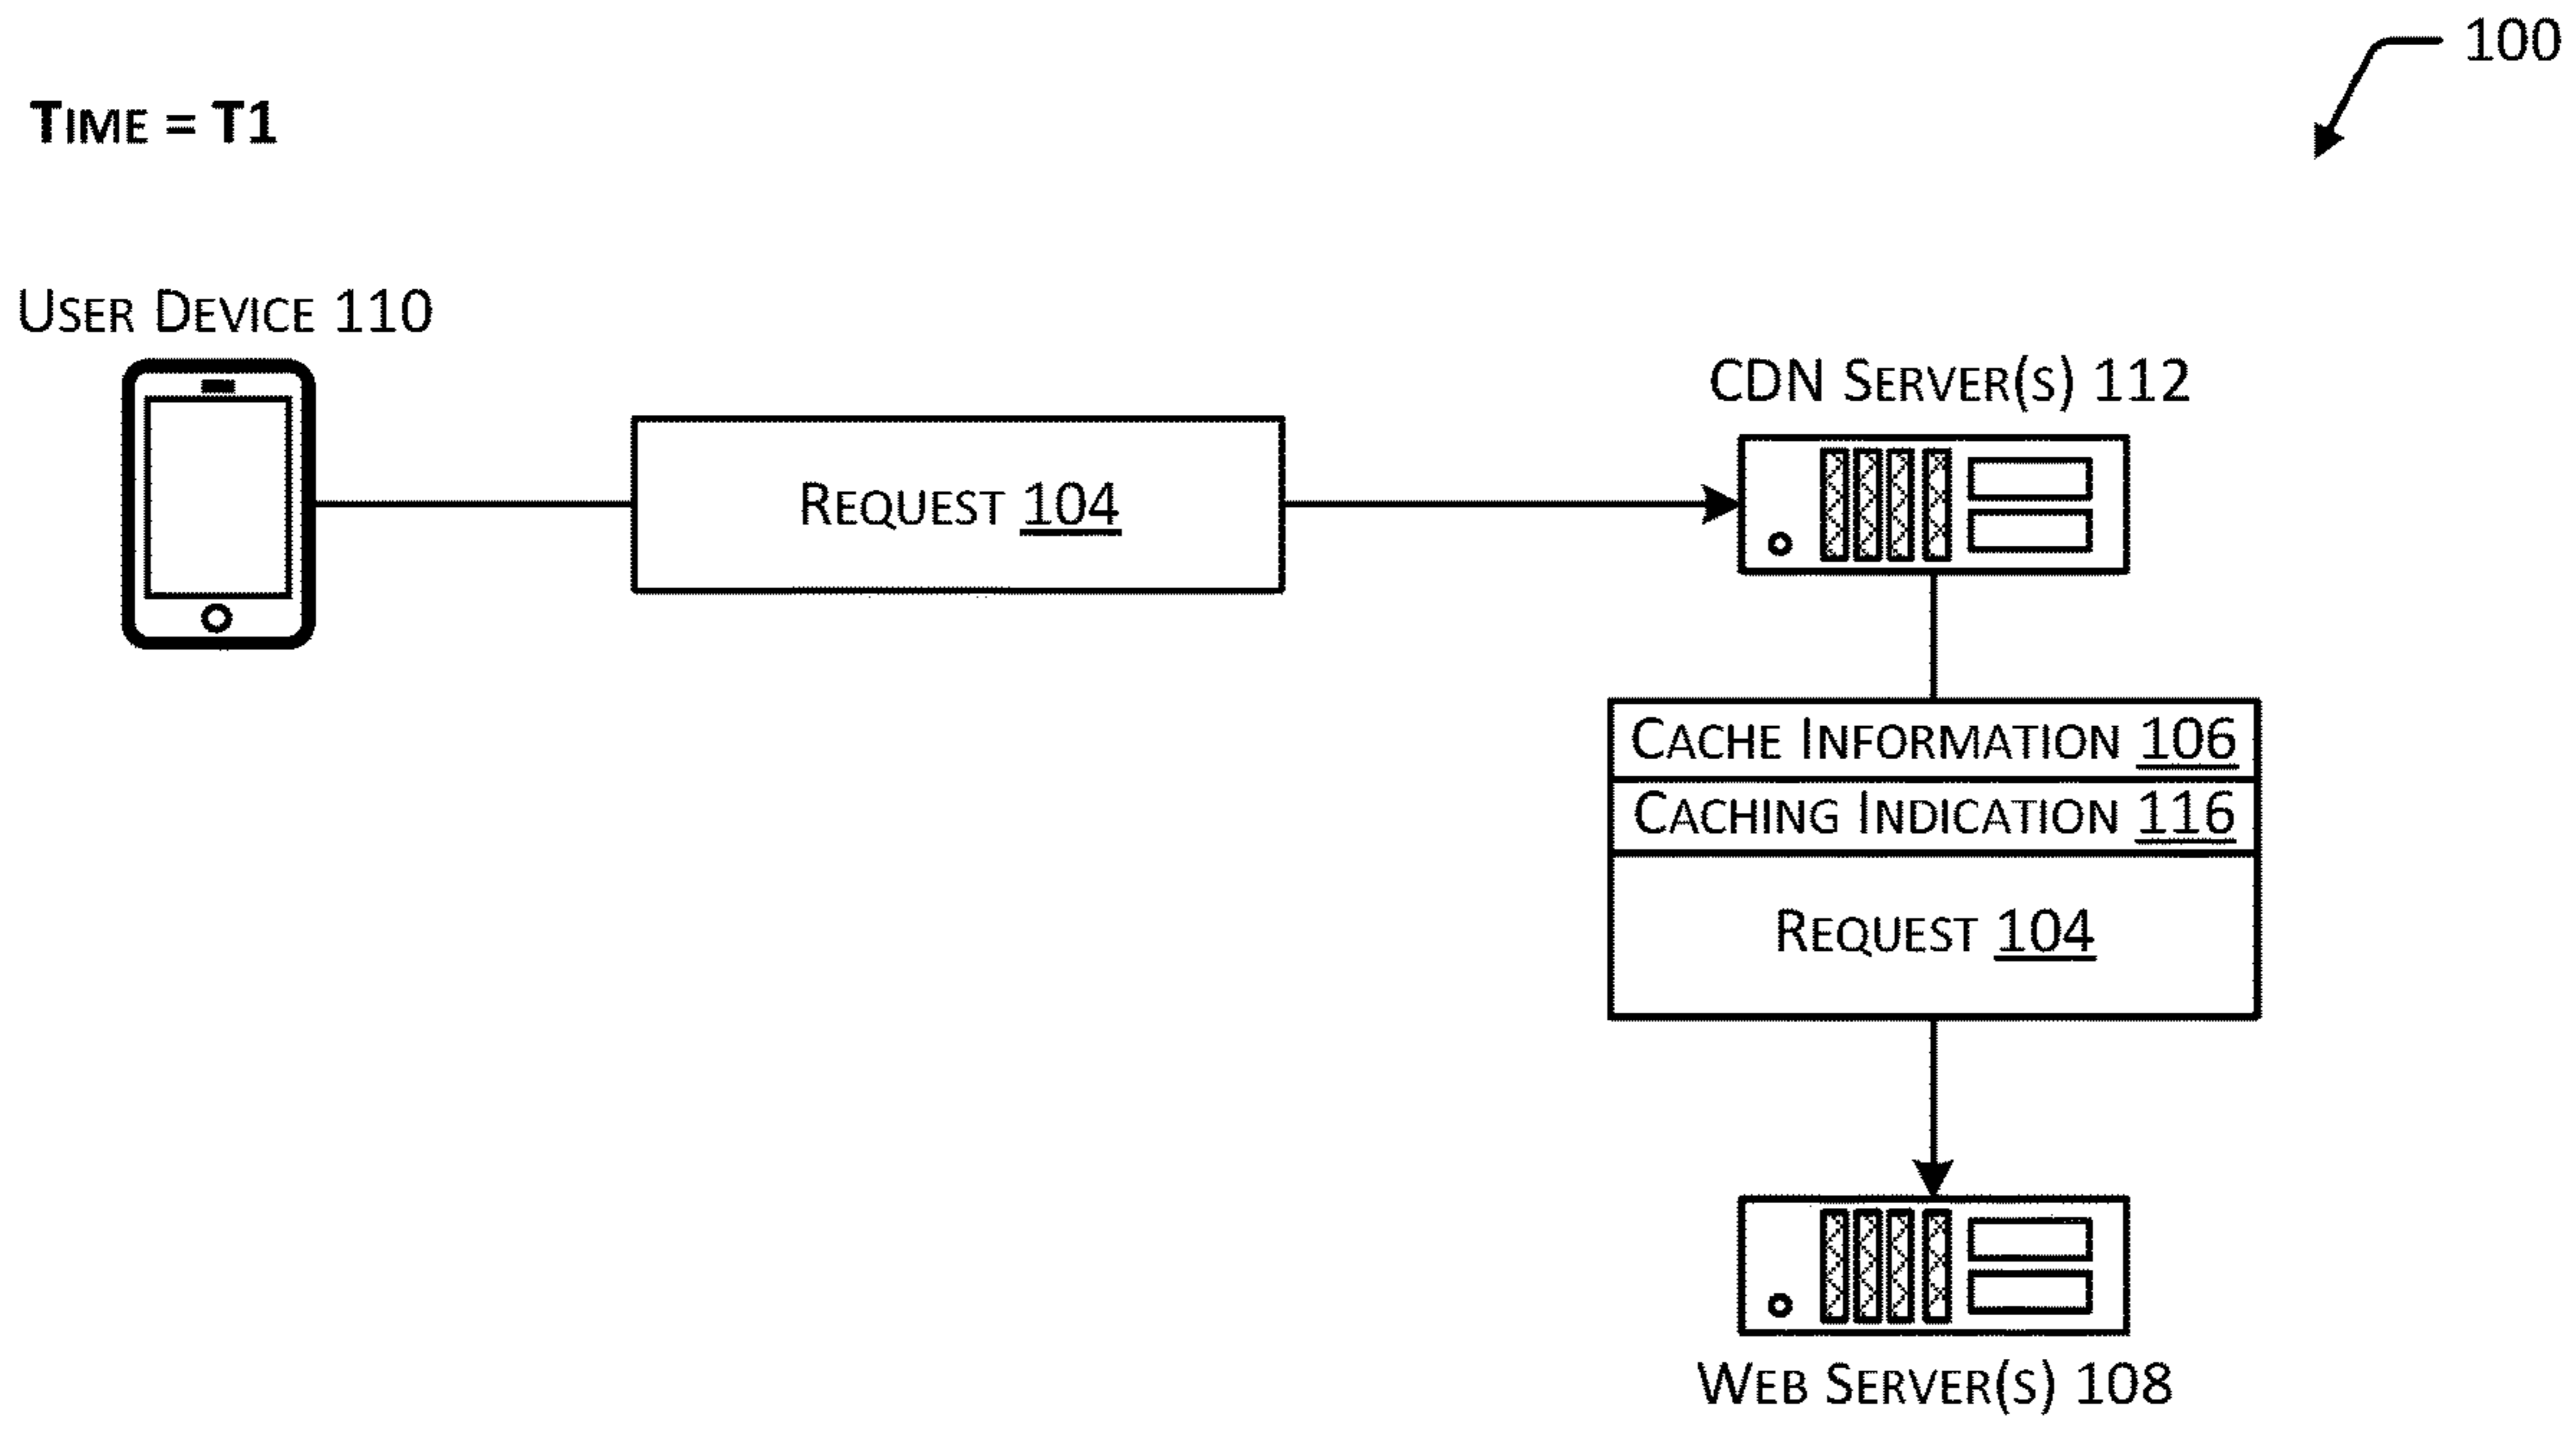 100
TIME = T1
USER DEVICE 110
CDN SERVER(S) 112
REQUEST 104
CACHE INFORMATION 106
CACHING INDICATION 116
REQUEST 104
WEB SERVER(S) 108